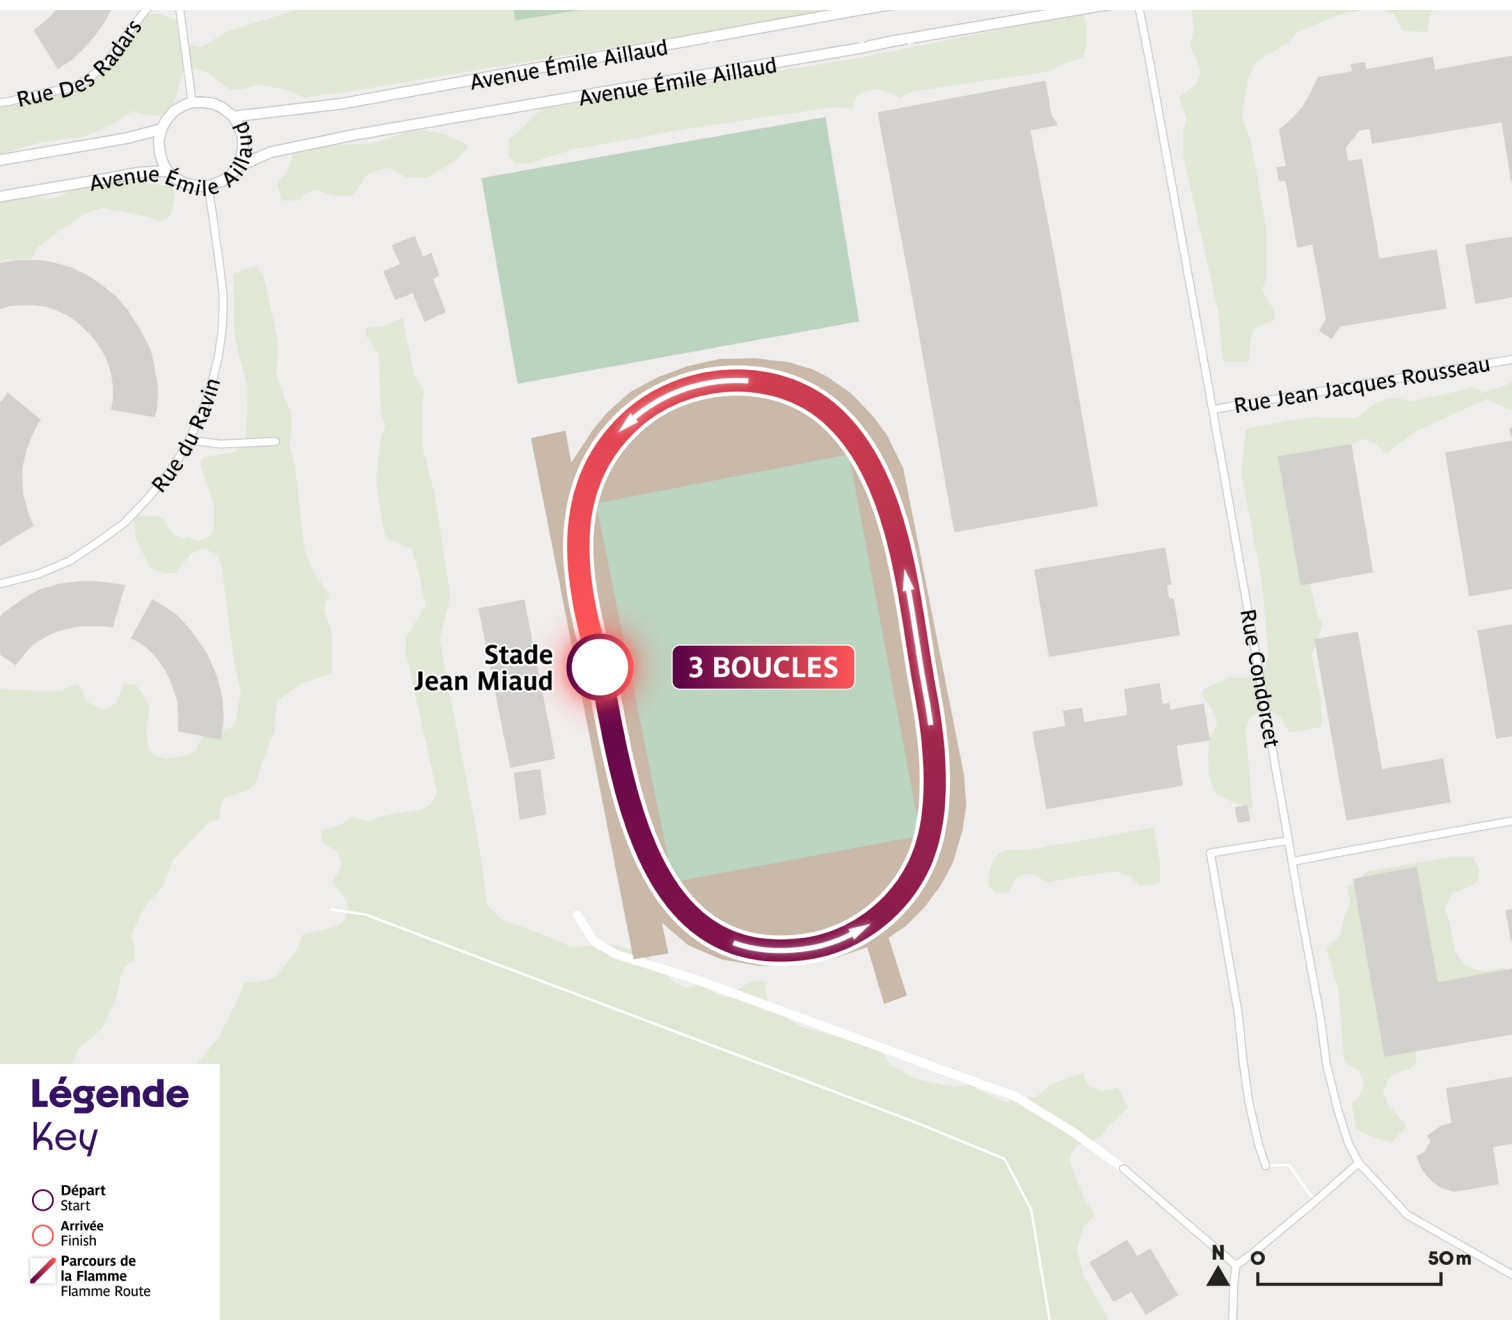 Rue Des Radars
Avenue Émile Aillaud
Avenue Émile Aillaud
Avenue Émile Aillaud
Rue du Ravin
Rue Jean Jacques Rousseau
Rue Condorcet
Stade
Jean Miaud
3 BOUCLES
Légende
Key
Départ
Start
Arrivée
Finish
Parcours de
la Flamme
Flamme Route
N
0
50m